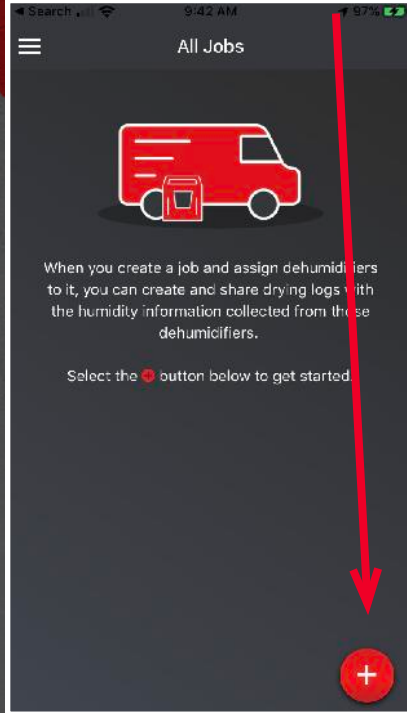 Search 9:42 AM 97%
All Jobs
When you create a job and assign dehumidifiers
to it, you can create and share drying logs with
the humidity information collected from those
dehumidifiers.
Select the + button below to get started.
+